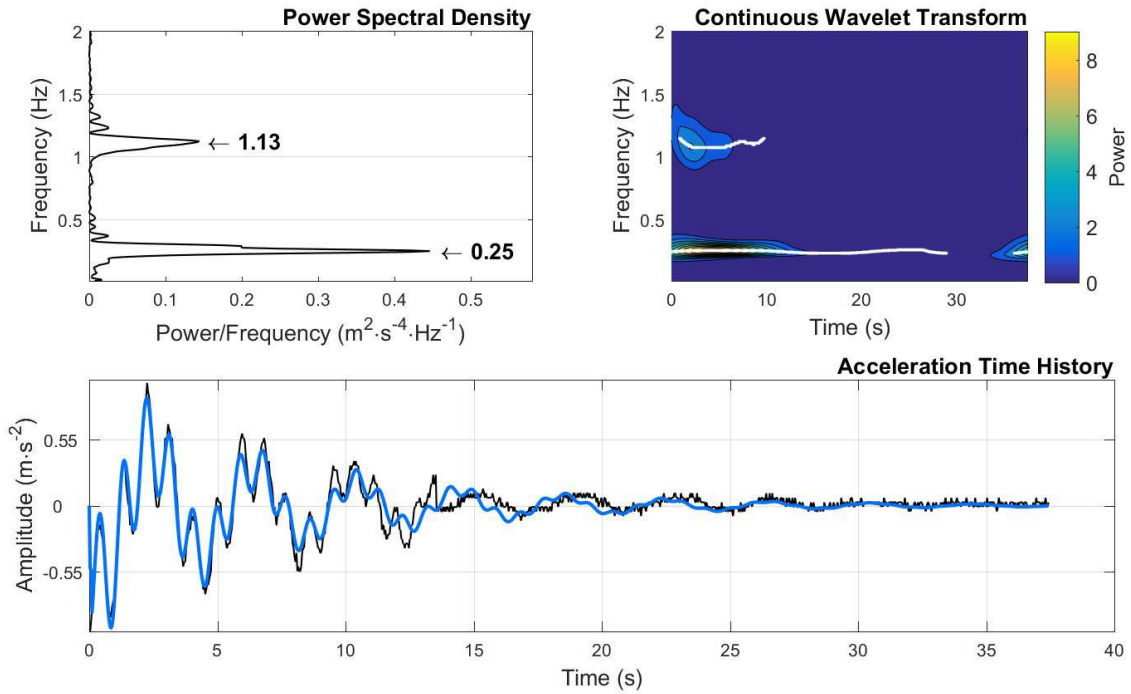 Power Spectral Density
2
1.5
1
0.5
Frequency (Hz)
← 1.13
← 0.25
0 0.1 0.2 0.3 0.4 0.5
Power/Frequency (m²·s⁻⁴·Hz⁻¹)
Continuous Wavelet Transform
2
1.5
1
0.5
Frequency (Hz)
0 10 20 30
Time (s)
8
6
4
2
0
Power
Acceleration Time History
0.55
0
-0.55
Amplitude (m·s⁻²)
0 5 10 15 20 25 30 35 40
Time (s)